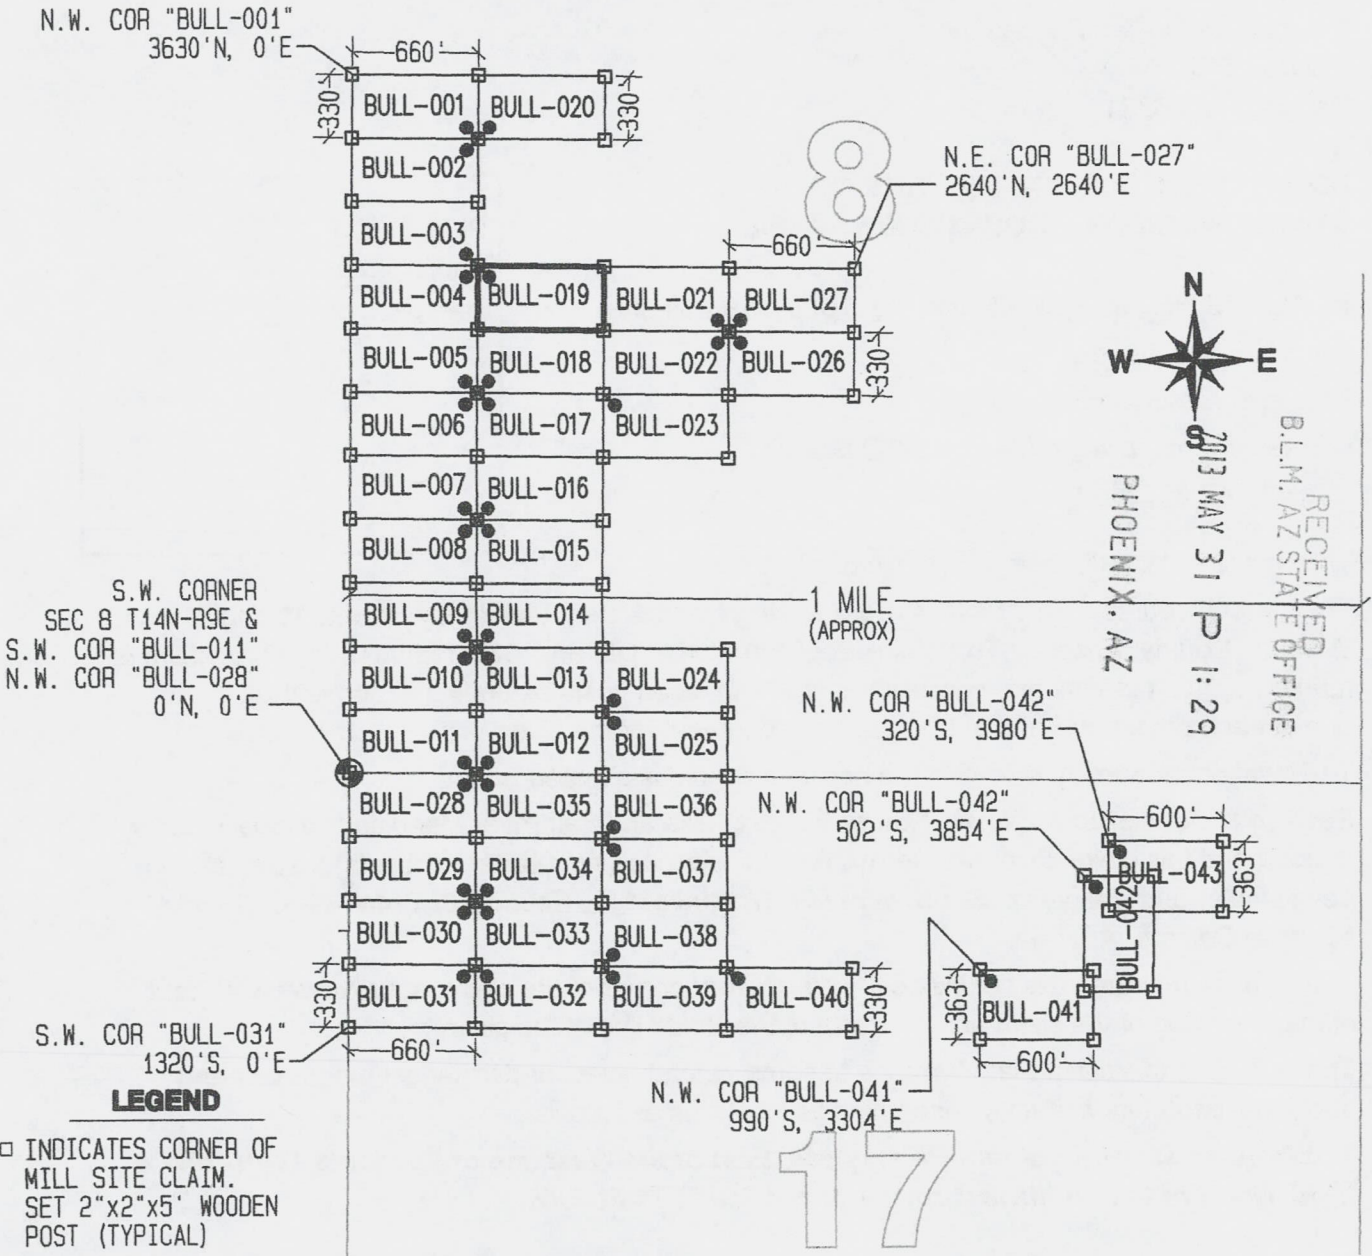 N.W. COR "BULL-001"
3630'N, 0'E
660'
330
BULL-001
BULL-020
330
BULL-002
8
N.E. COR "BULL-027"
2640'N, 2640'E
BULL-003
660'
BULL-004
BULL-019
BULL-021
BULL-027
N
W
E
S
BULL-005
BULL-018
BULL-022
BULL-026
330
BULL-006
BULL-017
BULL-023
BULL-007
BULL-016
BULL-008
BULL-015
RECEIVED
B.L.M. AZ STATE OFFICE
2013 MAY 31 P 1:29
PHOENIX, AZ
S.W. CORNER
SEC 8 T14N-R9E &
S.W. COR "BULL-011"
N.W. COR "BULL-028"
0'N, 0'E
BULL-009
BULL-014
1 MILE
(APPROX)
BULL-010
BULL-013
BULL-024
N.W. COR "BULL-042"
320'S, 3980'E
BULL-011
BULL-012
BULL-025
BULL-028
BULL-035
BULL-036
N.W. COR "BULL-042"
502'S, 3854'E
600'
BULL-029
BULL-034
BULL-037
BULL-043
363
BULL-042
BULL-030
BULL-033
BULL-038
330
BULL-031
BULL-032
BULL-039
BULL-040
330
363
BULL-041
600'
S.W. COR "BULL-031"
1320'S, 0'E
660'
N.W. COR "BULL-041"
990'S, 3304'E
17
LEGEND
INDICATES CORNER OF
MILL SITE CLAIM.
SET 2"x2"x5' WOODEN
POST (TYPICAL)